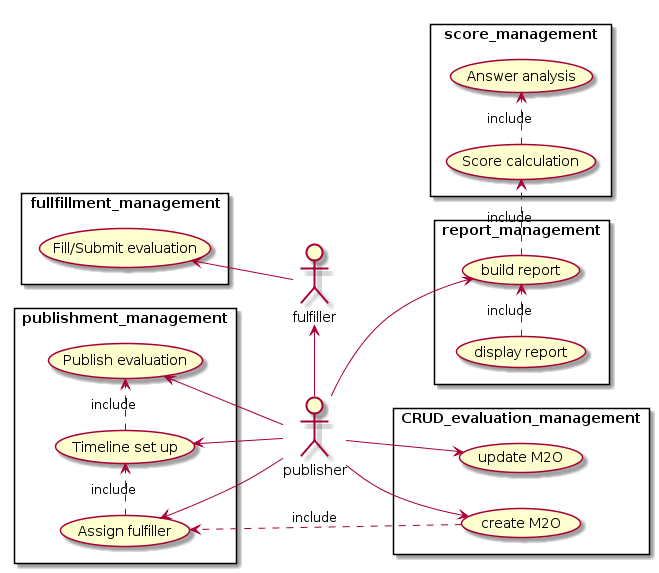 score_management
Answer analysis
include
Score calculation
include
report_management
build report
include
display report
fullfillment_management
Fill/Submit evaluation
fulfiller
publishment_management
Publish evaluation
include
Timeline set up
include
Assign fulfiller
publisher
include
CRUD_evaluation_management
update M2O
create M2O